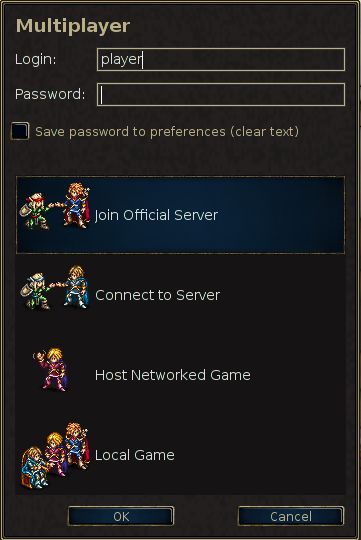 Multiplayer
Login: player
Password:
Save password to preferences (clear text)
Join Official Server
Connect to Server
Host Networked Game
Local Game
OK Cancel